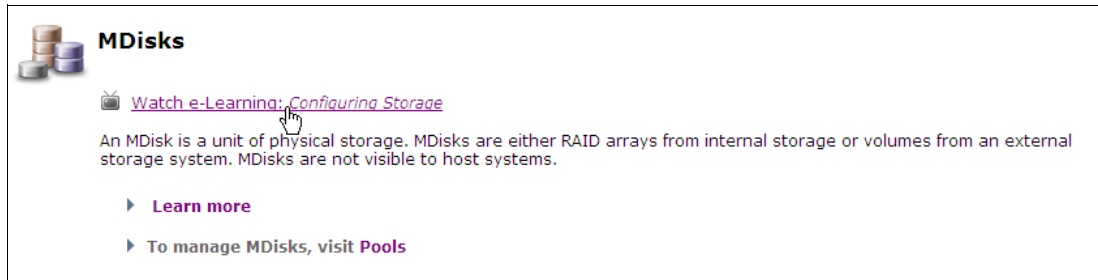 MDisks
Watch e-Learning: Configuring Storage
An MDisk is a unit of physical storage. MDisks are either RAID arrays from internal storage or volumes from an external
storage system. MDisks are not visible to host systems.
Learn more
To manage MDisks, visit Pools